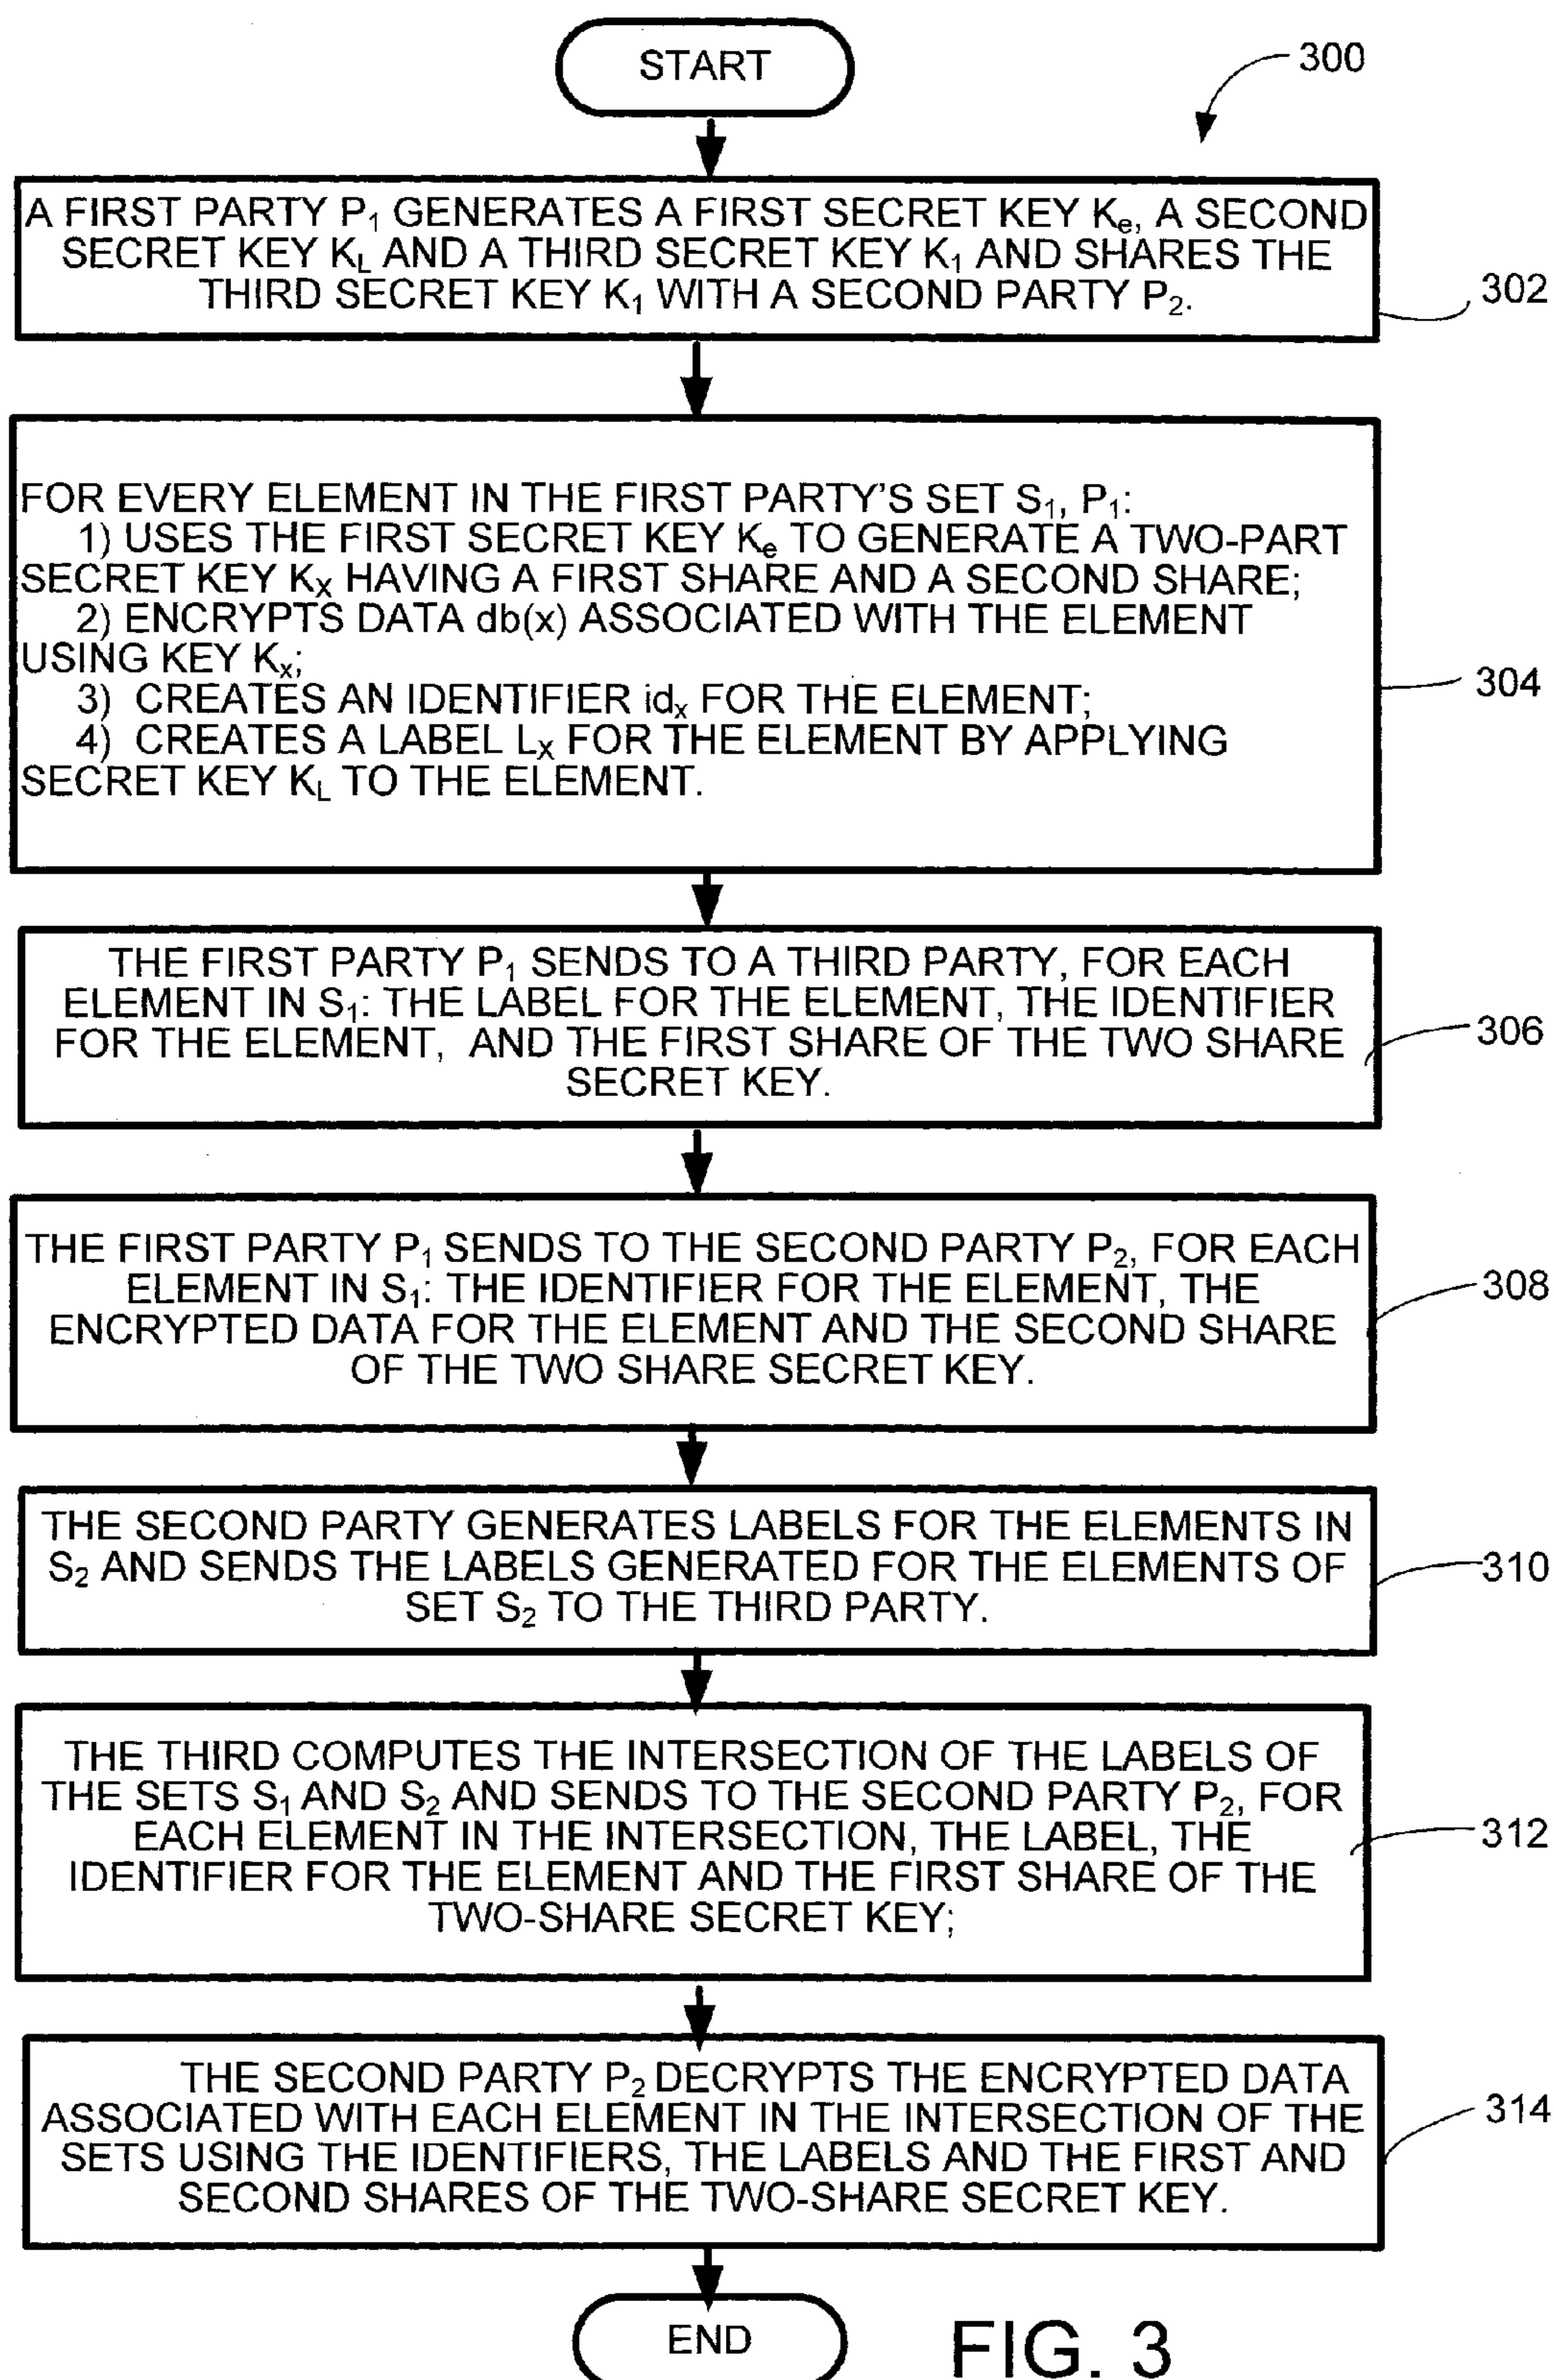 START
300
A FIRST PARTY P₁ GENERATES A FIRST SECRET KEY Kₑ, A SECOND
SECRET KEY K_L AND A THIRD SECRET KEY K₁ AND SHARES THE
THIRD SECRET KEY K₁ WITH A SECOND PARTY P₂.
302
FOR EVERY ELEMENT IN THE FIRST PARTY'S SET S₁, P₁:
1) USES THE FIRST SECRET KEY Kₑ TO GENERATE A TWO-PART
SECRET KEY Kₓ HAVING A FIRST SHARE AND A SECOND SHARE;
2) ENCRYPTS DATA db(x) ASSOCIATED WITH THE ELEMENT
USING KEY Kₓ;
3) CREATES AN IDENTIFIER idₓ FOR THE ELEMENT;
4) CREATES A LABEL Lₓ FOR THE ELEMENT BY APPLYING
SECRET KEY K_L TO THE ELEMENT.
304
THE FIRST PARTY P₁ SENDS TO A THIRD PARTY, FOR EACH
ELEMENT IN S₁: THE LABEL FOR THE ELEMENT, THE IDENTIFIER
FOR THE ELEMENT, AND THE FIRST SHARE OF THE TWO SHARE
SECRET KEY.
306
THE FIRST PARTY P₁ SENDS TO THE SECOND PARTY P₂, FOR EACH
ELEMENT IN S₁: THE IDENTIFIER FOR THE ELEMENT, THE
ENCRYPTED DATA FOR THE ELEMENT AND THE SECOND SHARE
OF THE TWO SHARE SECRET KEY.
308
THE SECOND PARTY GENERATES LABELS FOR THE ELEMENTS IN
S₂ AND SENDS THE LABELS GENERATED FOR THE ELEMENTS OF
SET S₂ TO THE THIRD PARTY.
310
THE THIRD COMPUTES THE INTERSECTION OF THE LABELS OF
THE SETS S₁ AND S₂ AND SENDS TO THE SECOND PARTY P₂, FOR
EACH ELEMENT IN THE INTERSECTION, THE LABEL, THE
IDENTIFIER FOR THE ELEMENT AND THE FIRST SHARE OF THE
TWO-SHARE SECRET KEY;
312
THE SECOND PARTY P₂ DECRYPTS THE ENCRYPTED DATA
ASSOCIATED WITH EACH ELEMENT IN THE INTERSECTION OF THE
SETS USING THE IDENTIFIERS, THE LABELS AND THE FIRST AND
SECOND SHARES OF THE TWO-SHARE SECRET KEY.
314
END
FIG. 3